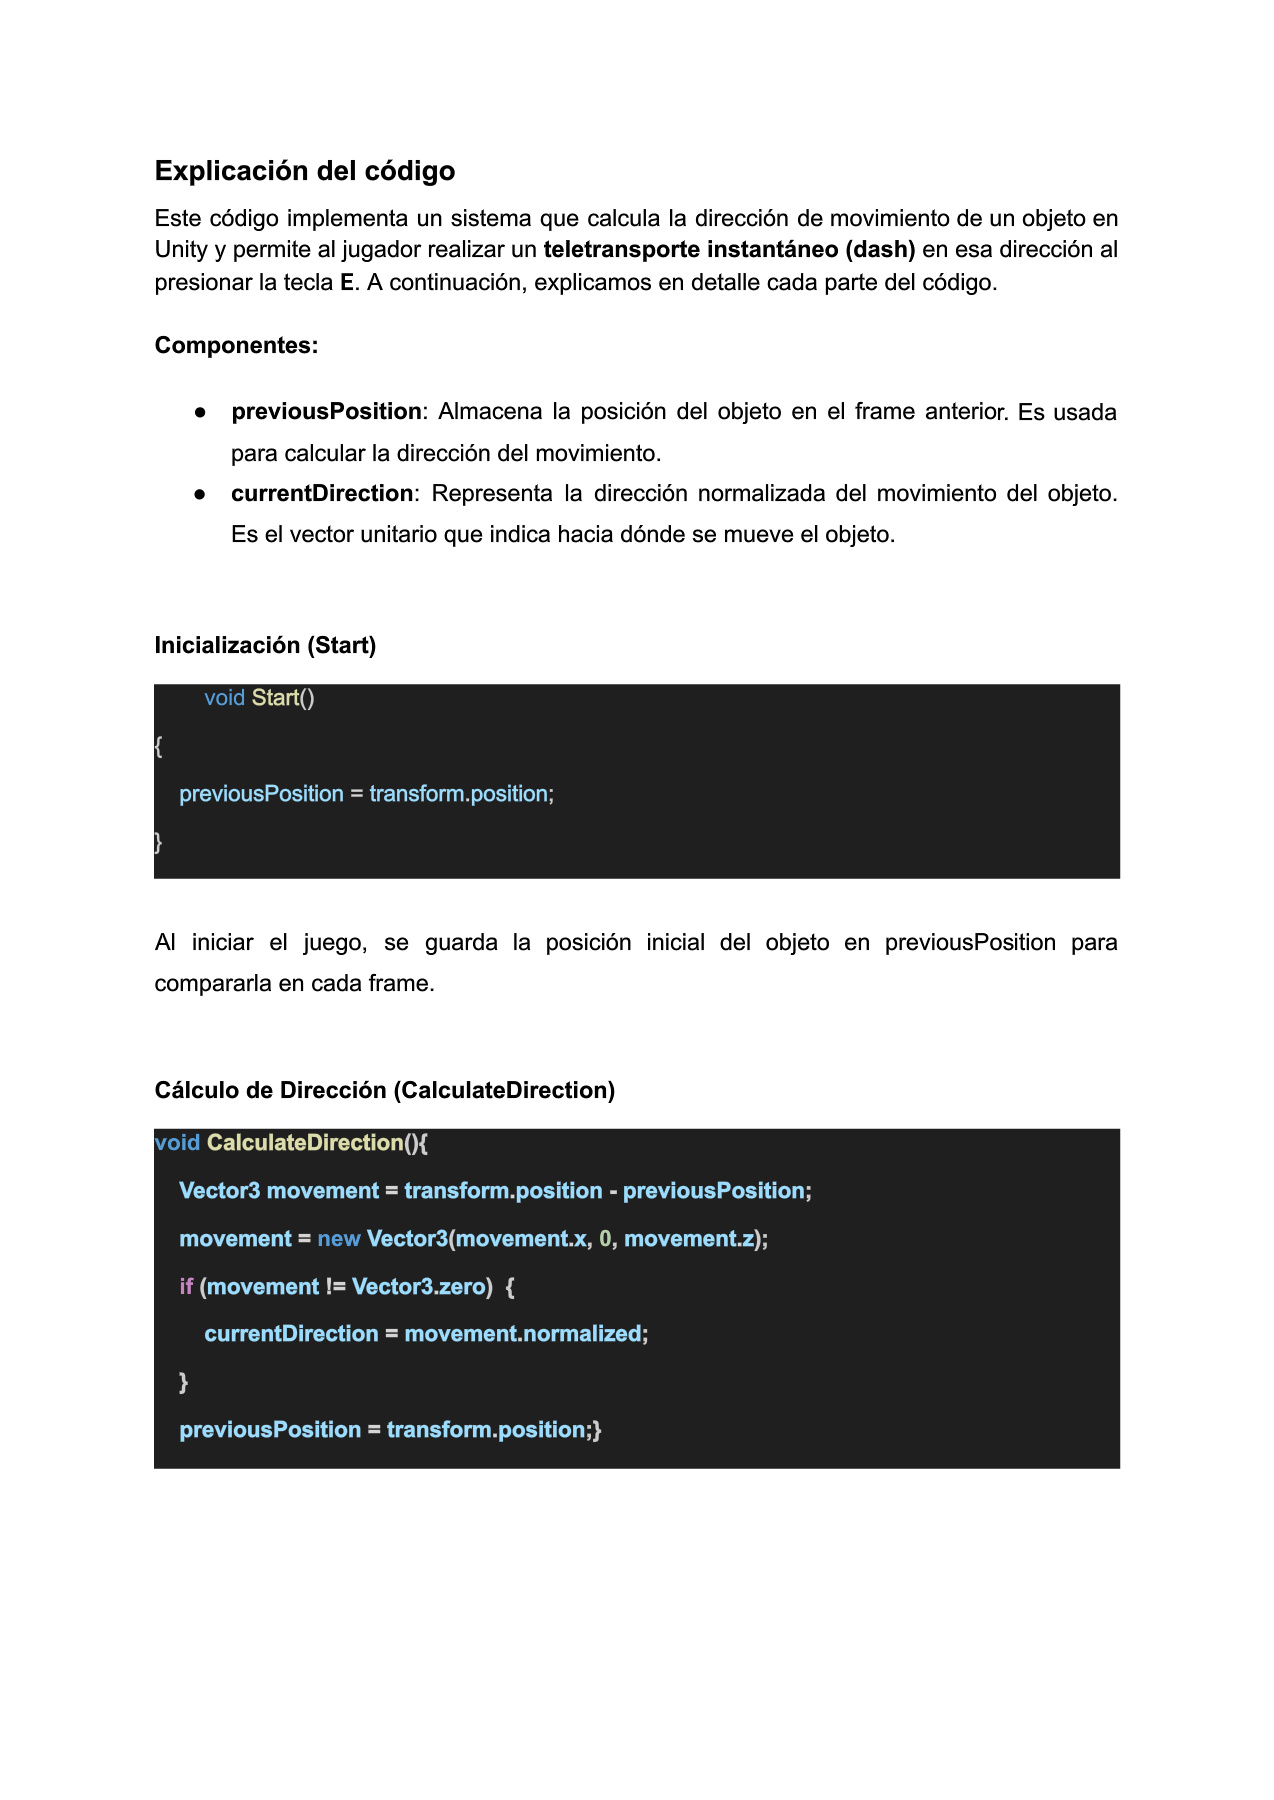 Explicación del código
Este código implementa un sistema que calcula la dirección de movimiento de un objeto en
Unity y permite al jugador realizar un teletransporte instantáneo (dash) en esa dirección al
presionar la tecla E. A continuación, explicamos en detalle cada parte del código.
Componentes:
● previousPosition: Almacena la posición del objeto en el frame anterior. Es usada
para calcular la dirección del movimiento.
● currentDirection: Representa la dirección normalizada del movimiento del objeto.
Es el vector unitario que indica hacia dónde se mueve el objeto.
Inicialización (Start)
void Start()
{
previousPosition = transform.position;
}
Al iniciar el juego, se guarda la posición inicial del objeto en previousPosition para
compararla en cada frame.
Cálculo de Dirección (CalculateDirection)
void CalculateDirection(){
Vector3 movement = transform.position - previousPosition;
movement = new Vector3(movement.x, 0, movement.z);
if (movement != Vector3.zero)  {
currentDirection = movement.normalized;
}
previousPosition = transform.position;}